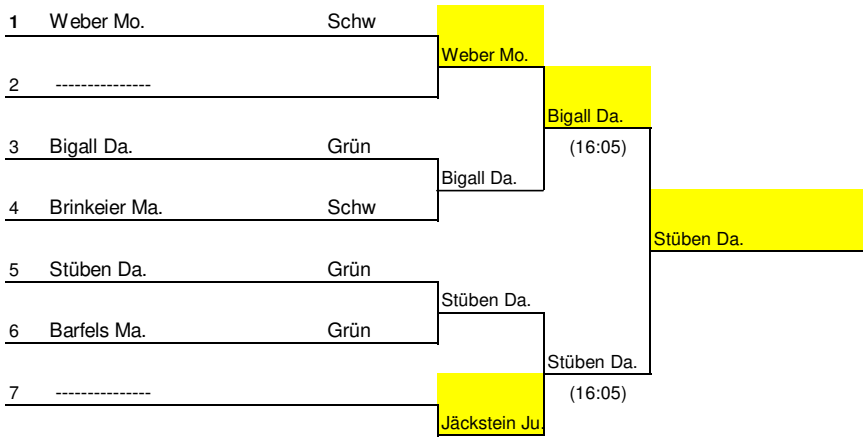 1 Weber Mo. Schw
Weber Mo.
2 ---------------
Bigall Da.
3 Bigall Da. Grün
(16:05)
Bigall Da.
4 Brinkeier Ma. Schw
Stüben Da.
5 Stüben Da. Grün
Stüben Da.
6 Barfels Ma. Grün
Stüben Da.
7 ---------------
(16:05)
Jäckstein Ju.